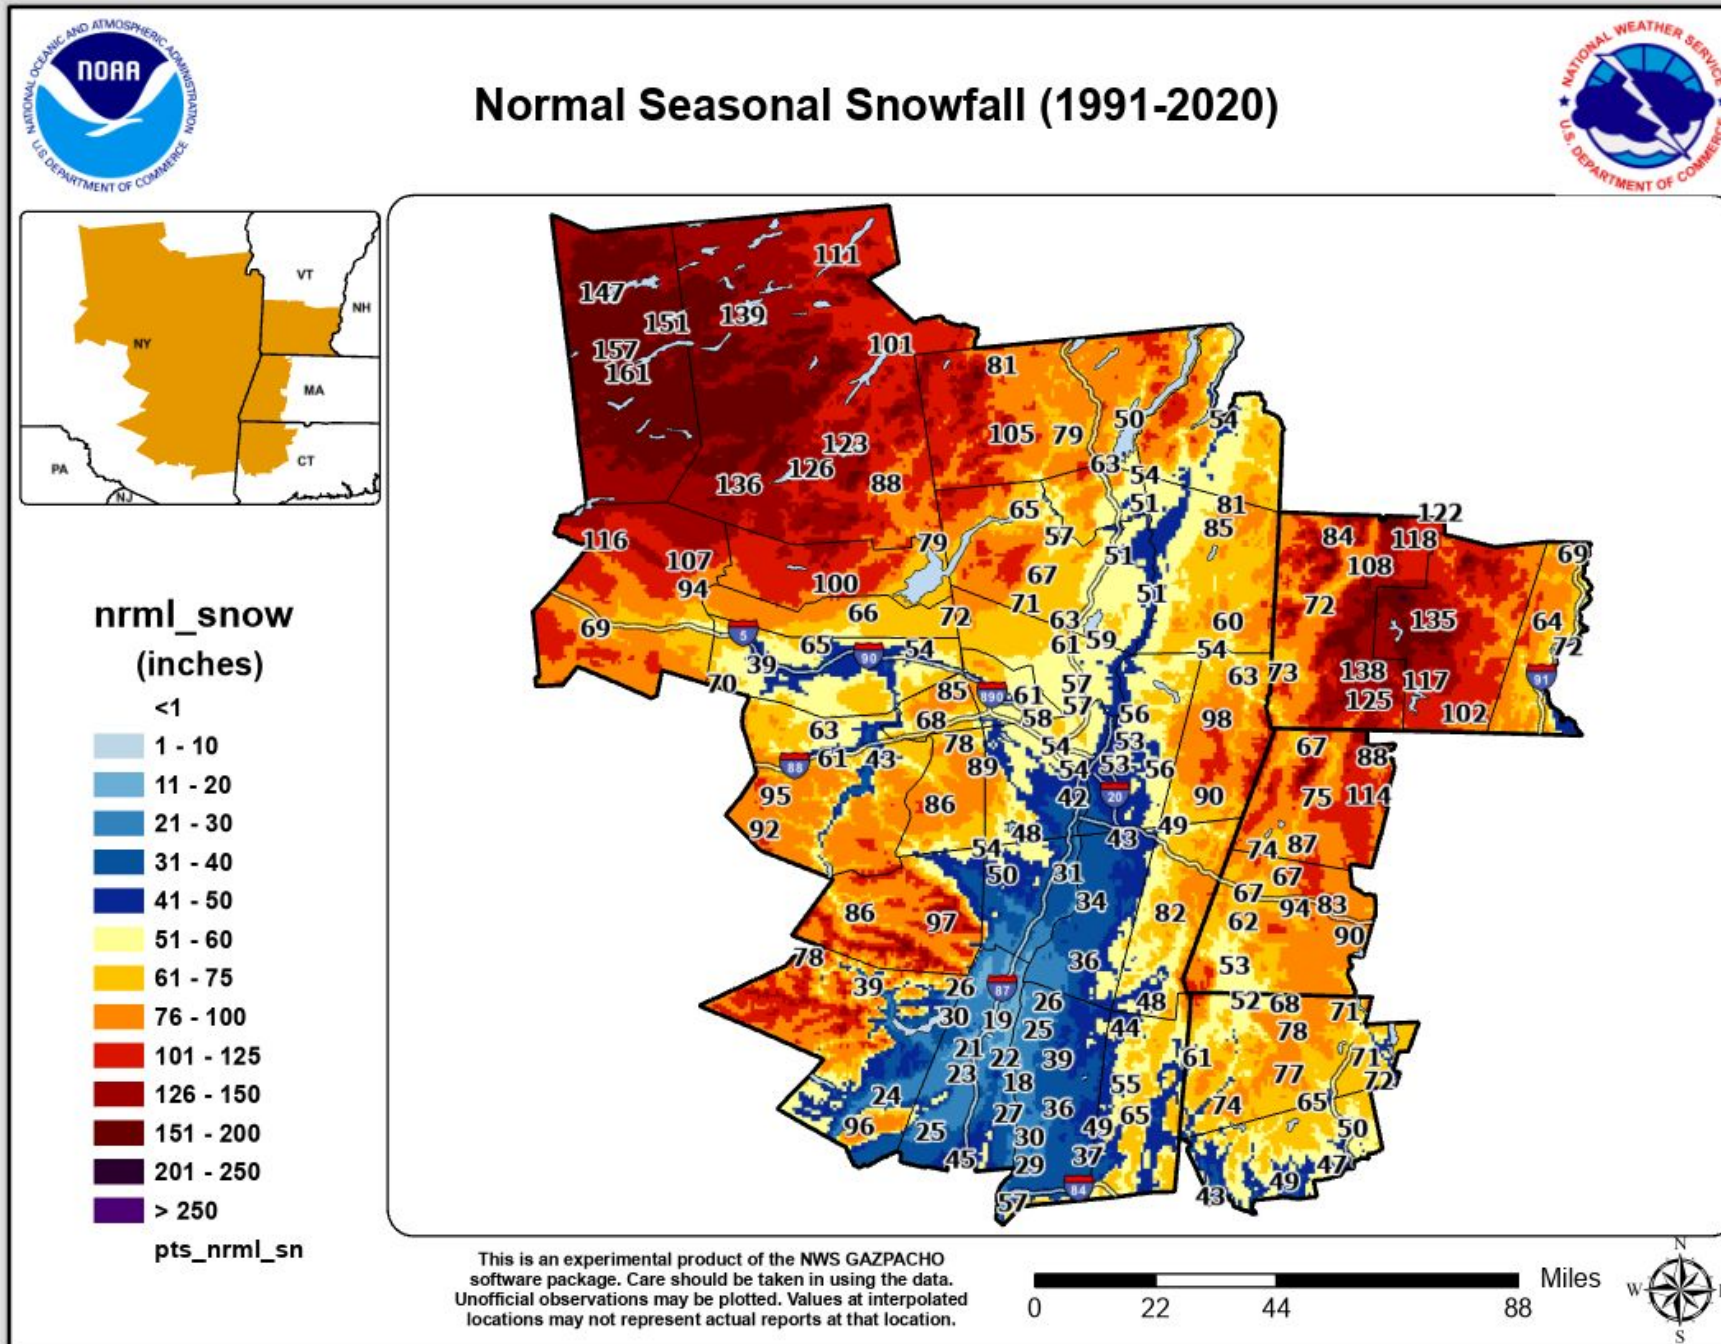 NATIONAL OCEANIC AND ATMOSPHERIC ADMINISTRATION
NOAA
U.S. DEPARTMENT OF COMMERCE
Normal Seasonal Snowfall (1991-2020)
NATIONAL WEATHER SERVICE
U.S. DEPARTMENT OF COMMERCE
VT
NH
NY
MA
CT
PA
NJ
nrml_snow
(inches)
<1
1 - 10
11 - 20
21 - 30
31 - 40
41 - 50
51 - 60
61 - 75
76 - 100
101 - 125
126 - 150
151 - 200
201 - 250
> 250
pts_nrml_sn
111
147
151 139
157 101
161 81
50 54
105 79
123
126 63 54
136 88 51 81
65 85
122
116 79 57 51 84 118 69
107 67 108
94 100 51
66 72 71 72
69 63 60 135 64
5 65 54 61 59 54 72
39 90
70 85 890 61 57 63 73 138 117 91
68 58 57 56 98 125 102
63 78 54 53 67
88 61 43 89 54 53 56 88
95 86 42 20 90 75 114
92 48 43 49
54 74 87
50 31 67
86 97 34 82 67 94 83
62 90
78 36 53
39 26 87 26 48 52 68 71
30 19 25 44 78
21 22 39 61 71
23 18 55 77 72
24 27 36 65 74 65
96 25 30 49 50
45 29 37 47
57 84 43 49
This is an experimental product of the NWS GAZPACHO
software package. Care should be taken in using the data.
Unofficial observations may be plotted. Values at interpolated
locations may not represent actual reports at that location.
Miles
0 22 44 88
N
W
S